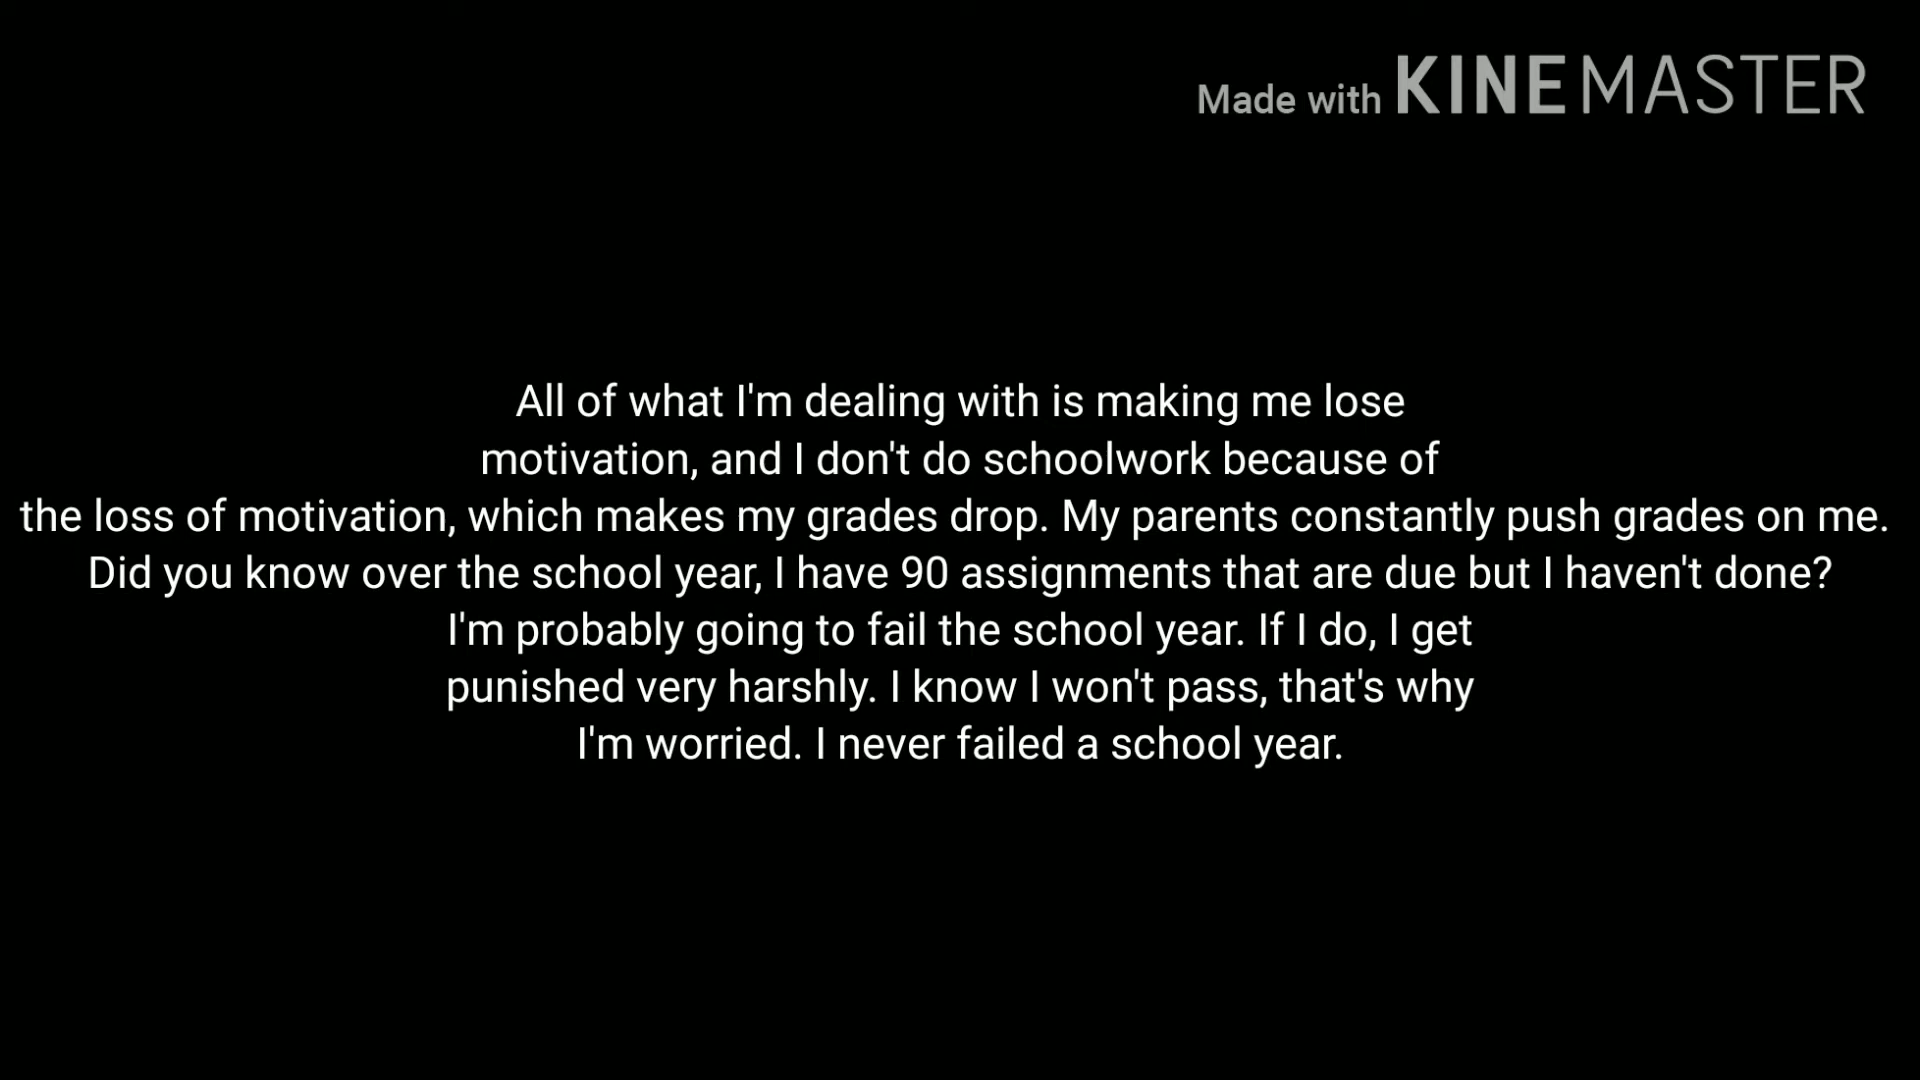 Made with KINEMASTER
All of what I'm dealing with is making me lose
motivation, and I don't do schoolwork because of
the loss of motivation, which makes my grades drop. My parents constantly push grades on me.
Did you know over the school year, I have 90 assignments that are due but I haven't done?
I'm probably going to fail the school year. If I do, I get
punished very harshly. I know I won't pass, that's why
I'm worried. I never failed a school year.